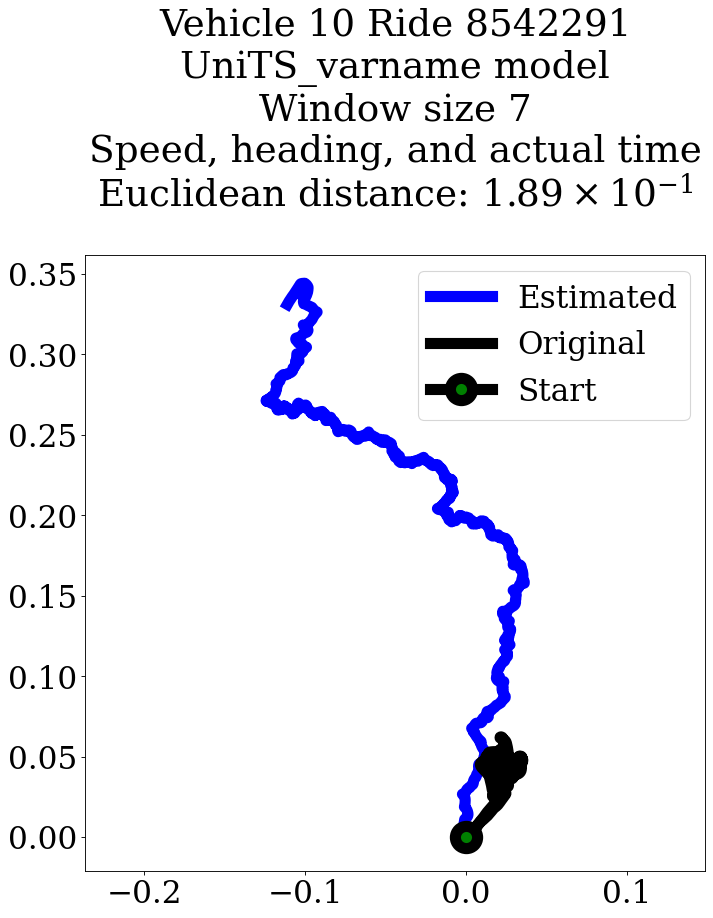 Vehicle 10 Ride 8542291
UniTS_varname model
Window size 7
Speed, heading, and actual time
Euclidean distance: 1.89 × 10⁻¹
0.35
0.30
0.25
0.20
0.15
0.10
0.05
0.00
−0.2
−0.1
0.0
0.1
Estimated
Original
Start